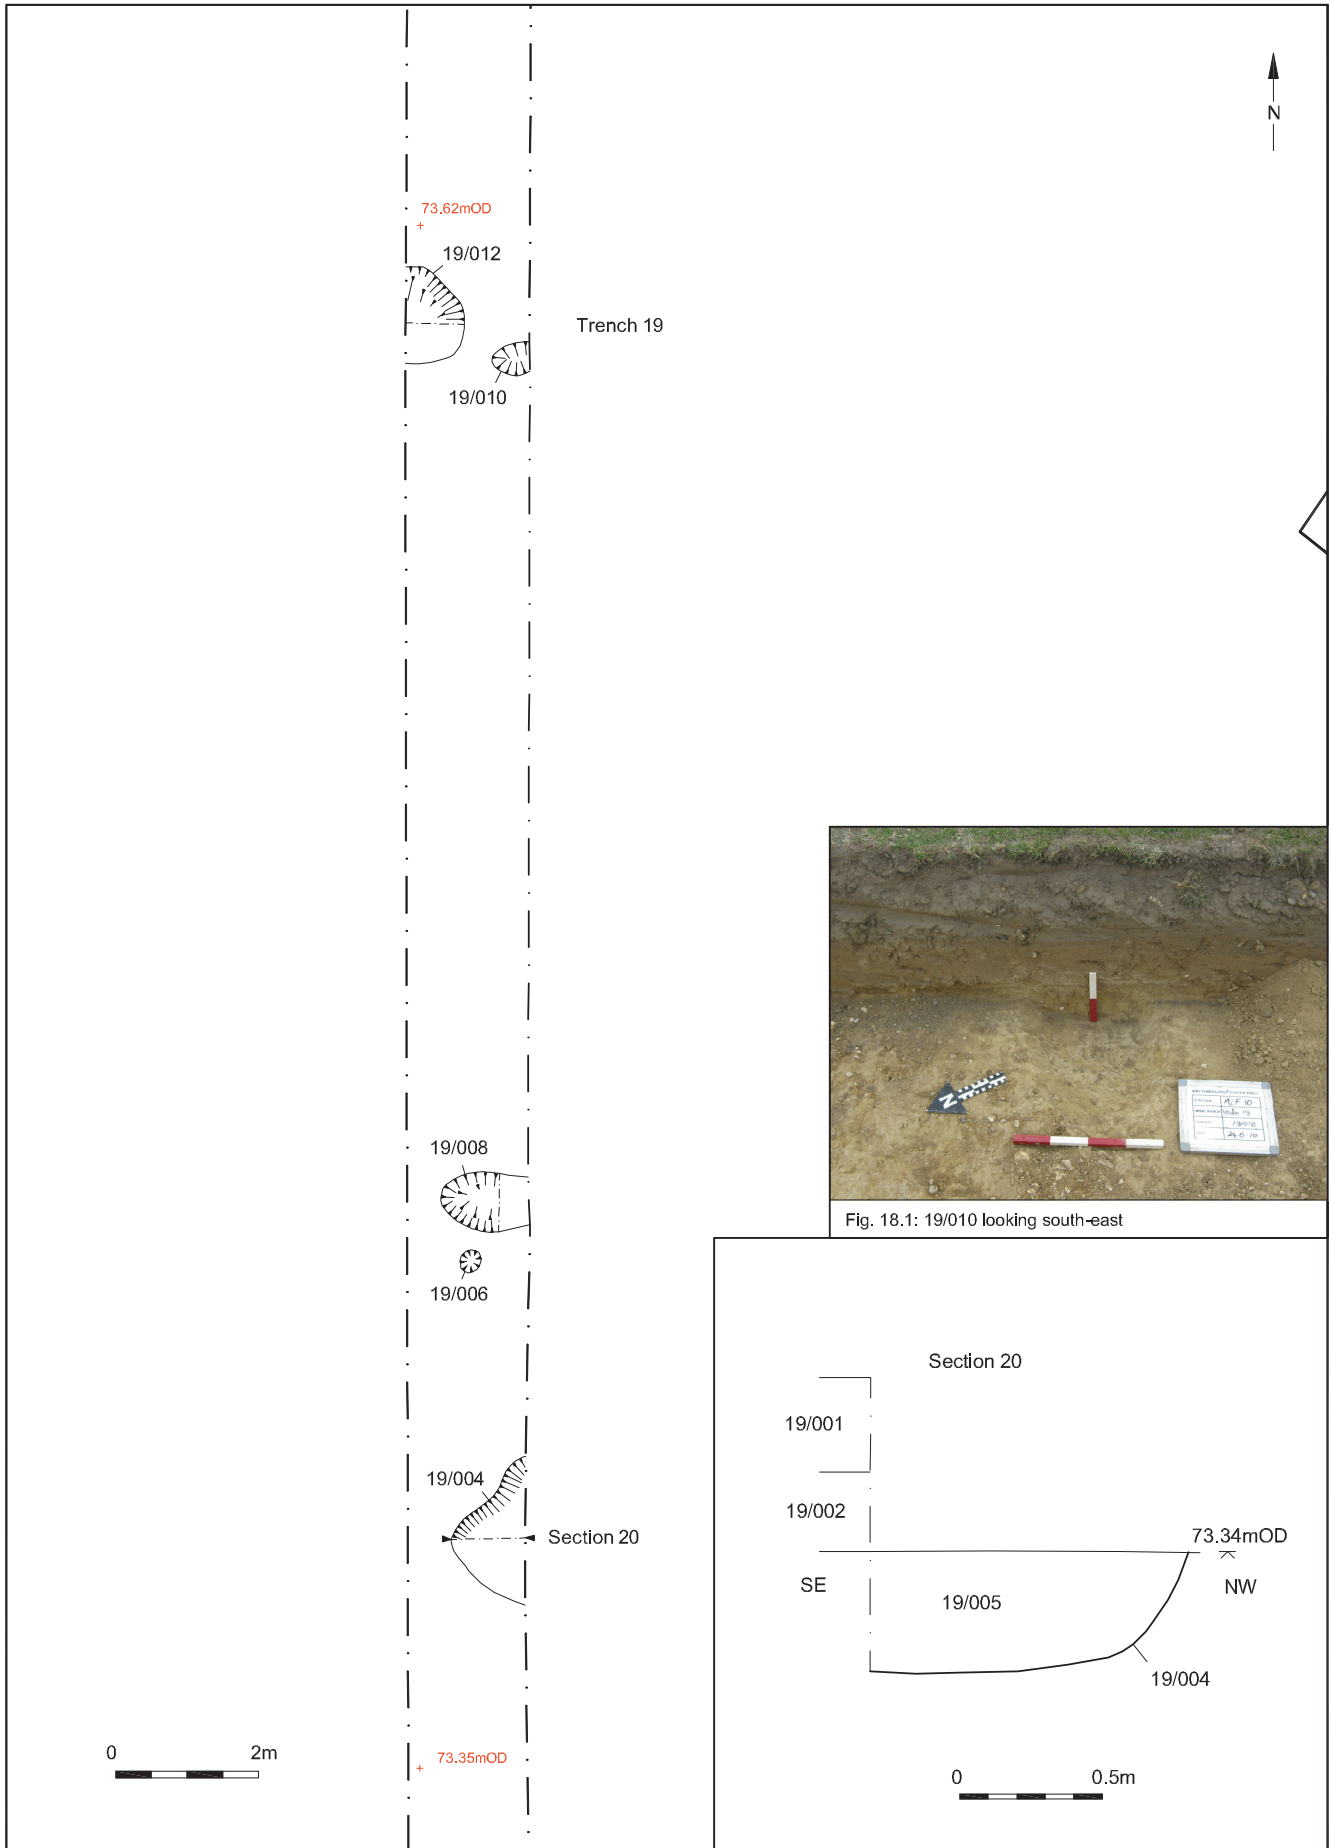 N
73.62mOD
19/012
Trench 19
19/010
19/008
19/006
19/004
Section 20
73.35mOD
0 2m
N
19/010
Fig. 18.1: 19/010 looking south-east
Section 20
19/001
19/002
73.34mOD
SE
NW
19/005
19/004
0 0.5m